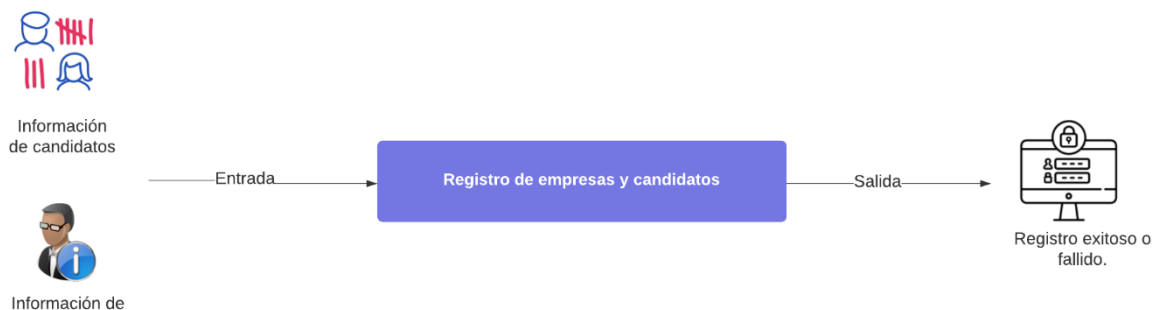 Información
de candidatos
Entrada
Registro de empresas y candidatos
Salida
Registro exitoso o
fallido.
Información de